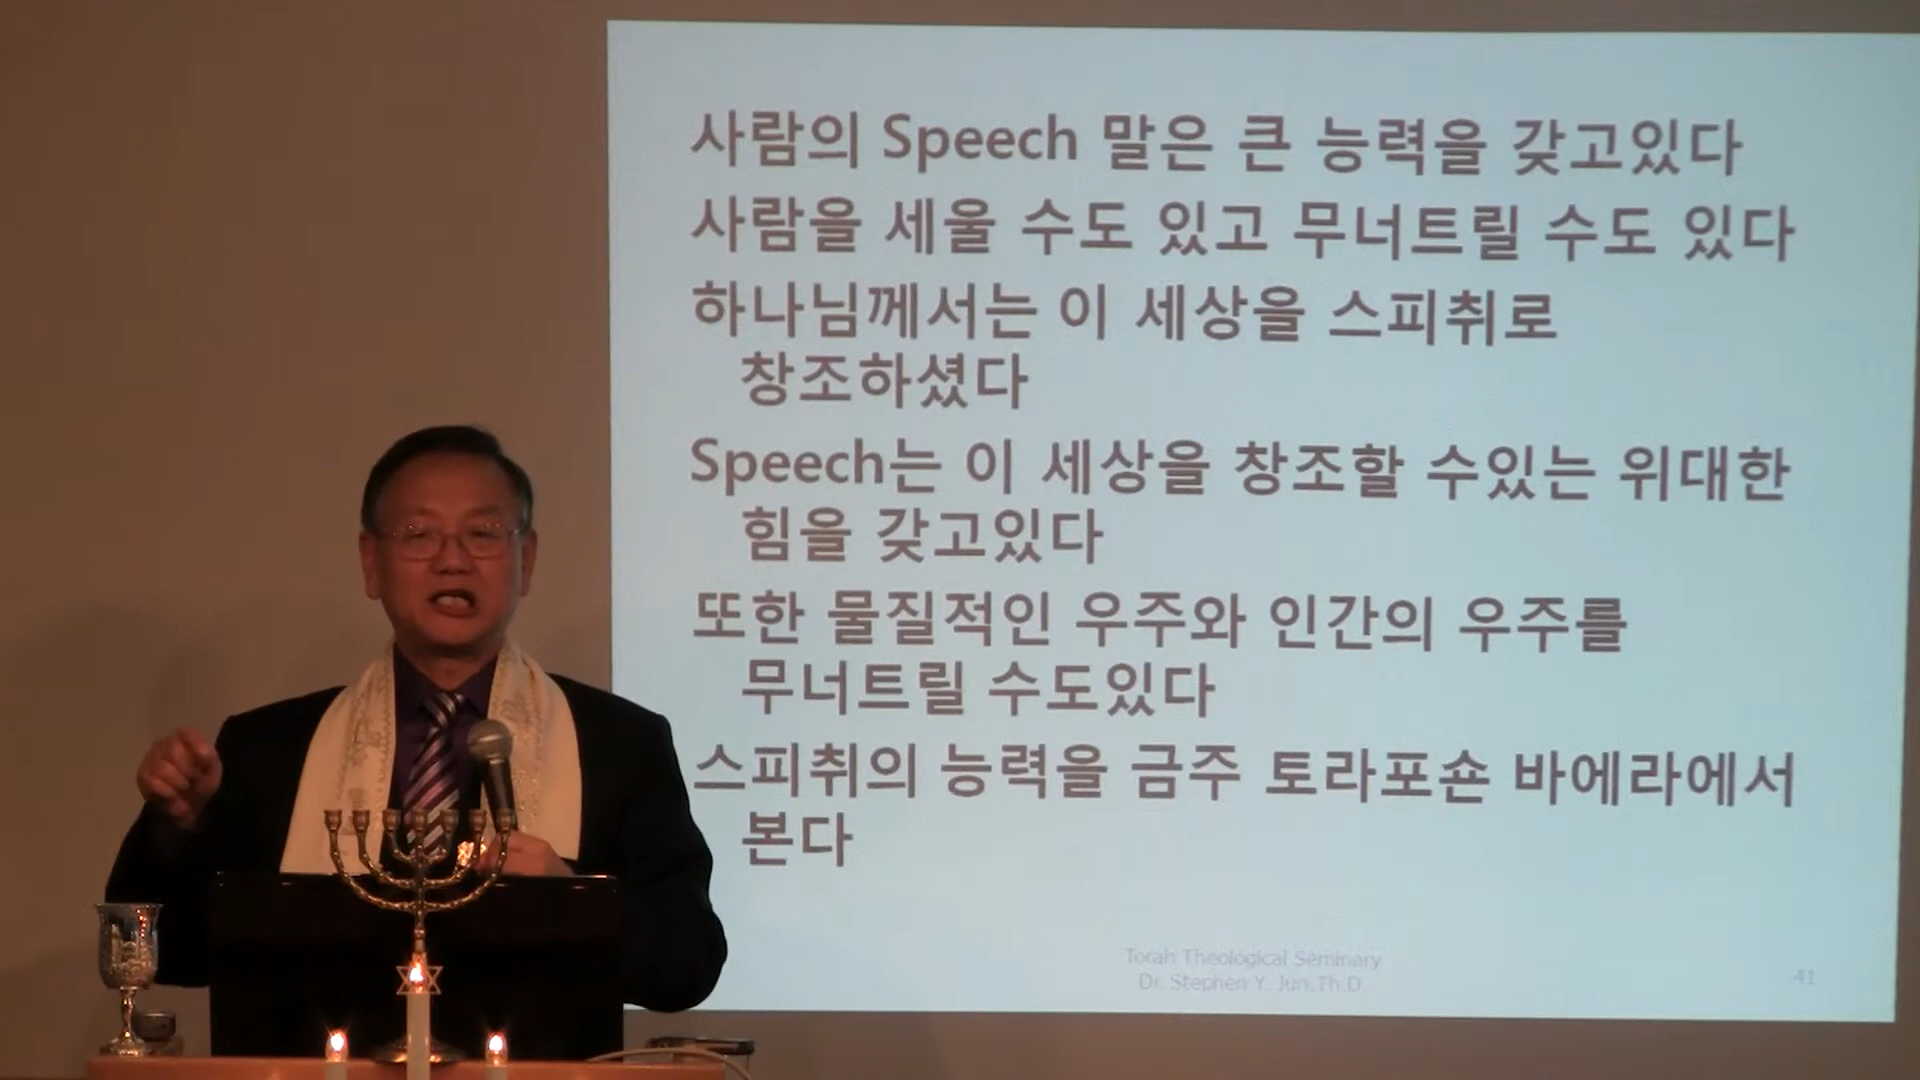 사람의 Speech 말은 큰 능력을 갖고있다
사람을 세울 수도 있고 무너트릴 수도 있다
하나님께서는 이 세상을 스피취로
창조하셨다
Speech는 이 세상을 창조할 수있는 위대한
힘을 갖고있다
또한 물질적인 우주와 인간의 우주를
무너트릴 수도있다
스피취의 능력을 금주 토라포숀 바에라에서
본다
Torah Theological Seminary
Dr. Stephen Y. Jun,Th.D.
41